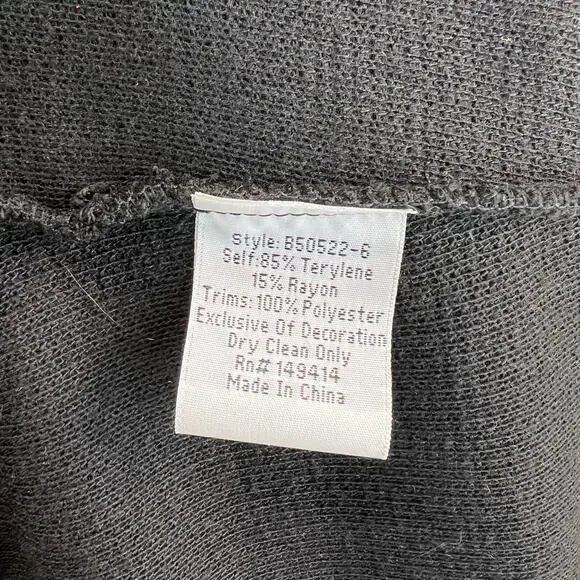 Style: B50522-6
Self:85% Terylene
15% Rayon
Trims:100% Polyester
Exclusive Of Decoration
Dry Clean Only
Rn# 149414
Made In China